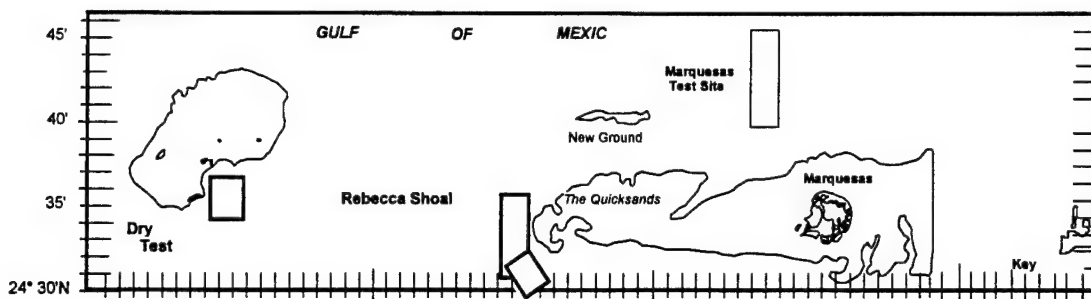 45'
GULF OF MEXIC
Marquesas
Test Site
40'
New Ground
Marquesas
35'
Rebecca Shoal
The Quicksands
Dry
Test
Key
24° 30'N